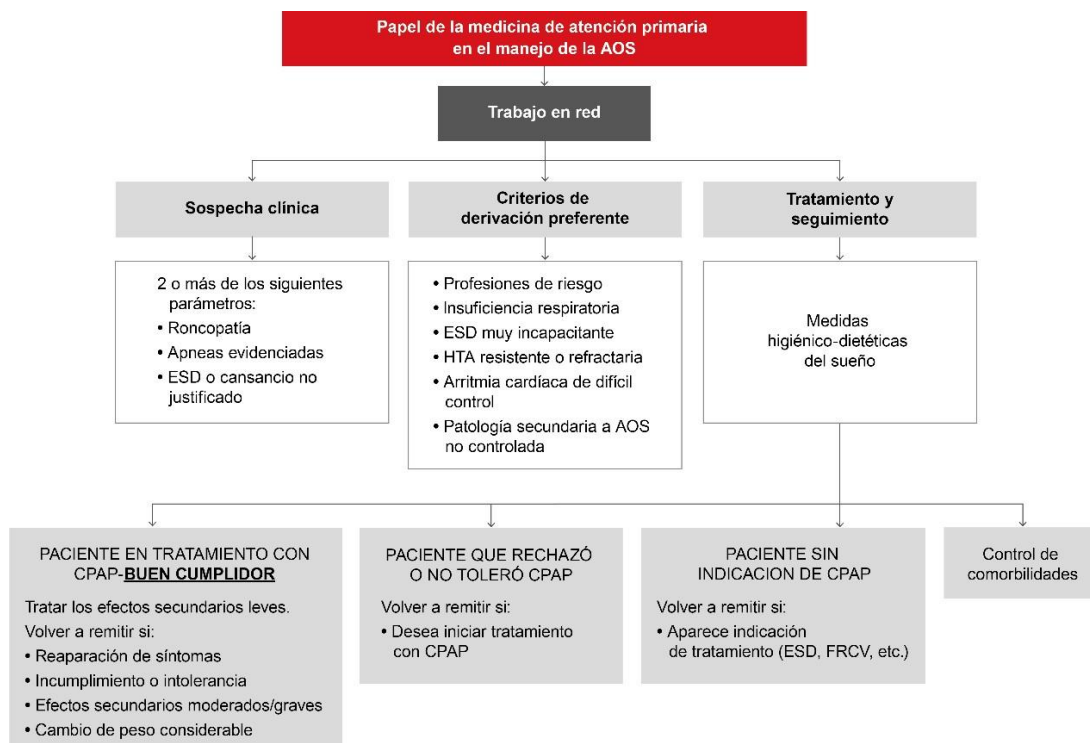 Papel de la medicina de atención primaria
en el manejo de la AOS
Trabajo en red
Sospecha clínica
Criterios de
derivación preferente
Tratamiento y
seguimiento
2 o más de los siguientes
parámetros:
• Roncopatía
• Apneas evidenciadas
• ESD o cansancio no
justificado
• Profesiones de riesgo
• Insuficiencia respiratoria
• ESD muy incapacitante
• HTA resistente o refractaria
• Arritmia cardíaca de difícil
control
• Patología secundaria a AOS
no controlada
Medidas
higiénico-dietéticas
del sueño
PACIENTE EN TRATAMIENTO CON
CPAP-BUEN CUMPLIDOR
Tratar los efectos secundarios leves.
Volver a remitir si:
• Reaparación de síntomas
• Incumplimiento o intolerancia
• Efectos secundarios moderados/graves
• Cambio de peso considerable
PACIENTE QUE RECHAZÓ
O NO TOLERÓ CPAP
Volver a remitir si:
• Desea iniciar tratamiento
con CPAP
PACIENTE SIN
INDICACION DE CPAP
Volver a remitir si:
• Aparece indicación
de tratamiento (ESD, FRCV, etc.)
Control de
comorbilidades